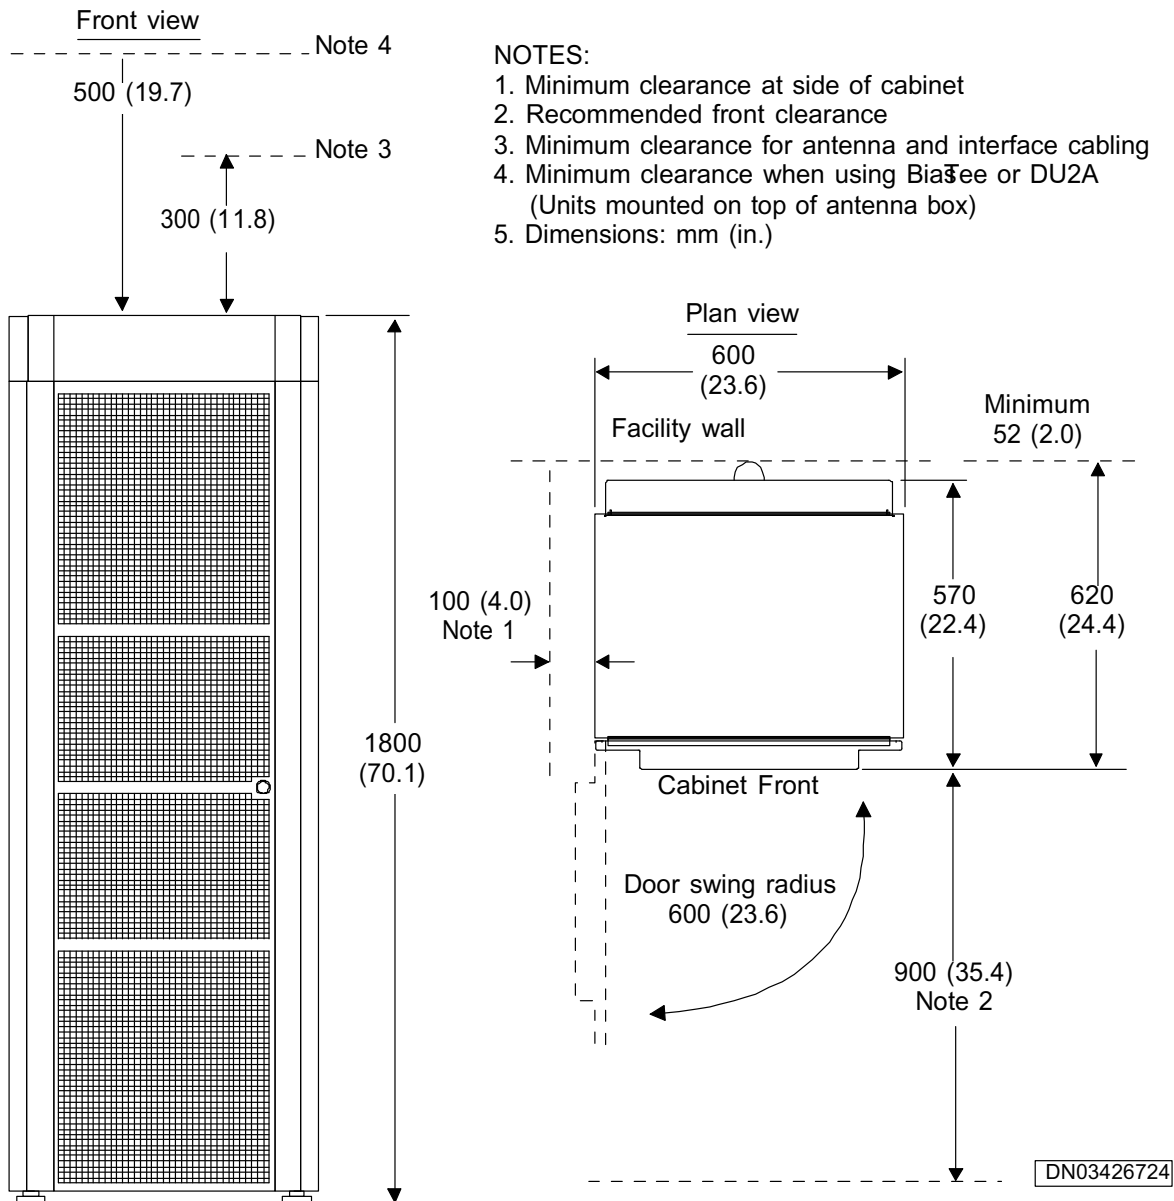 Front view
Note 4
500 (19.7)
Note 3
300 (11.8)
NOTES:
1. Minimum clearance at side of cabinet
2. Recommended front clearance
3. Minimum clearance for antenna and interface cabling
4. Minimum clearance when using BiasTee or DU2A
(Units mounted on top of antenna box)
5. Dimensions: mm (in.)
Plan view
600
(23.6)
Minimum
52 (2.0)
Facility wall
100 (4.0)
Note 1
570
(22.4)
620
(24.4)
1800
(70.1)
Cabinet Front
Door swing radius
600 (23.6)
900 (35.4)
Note 2
DN03426724